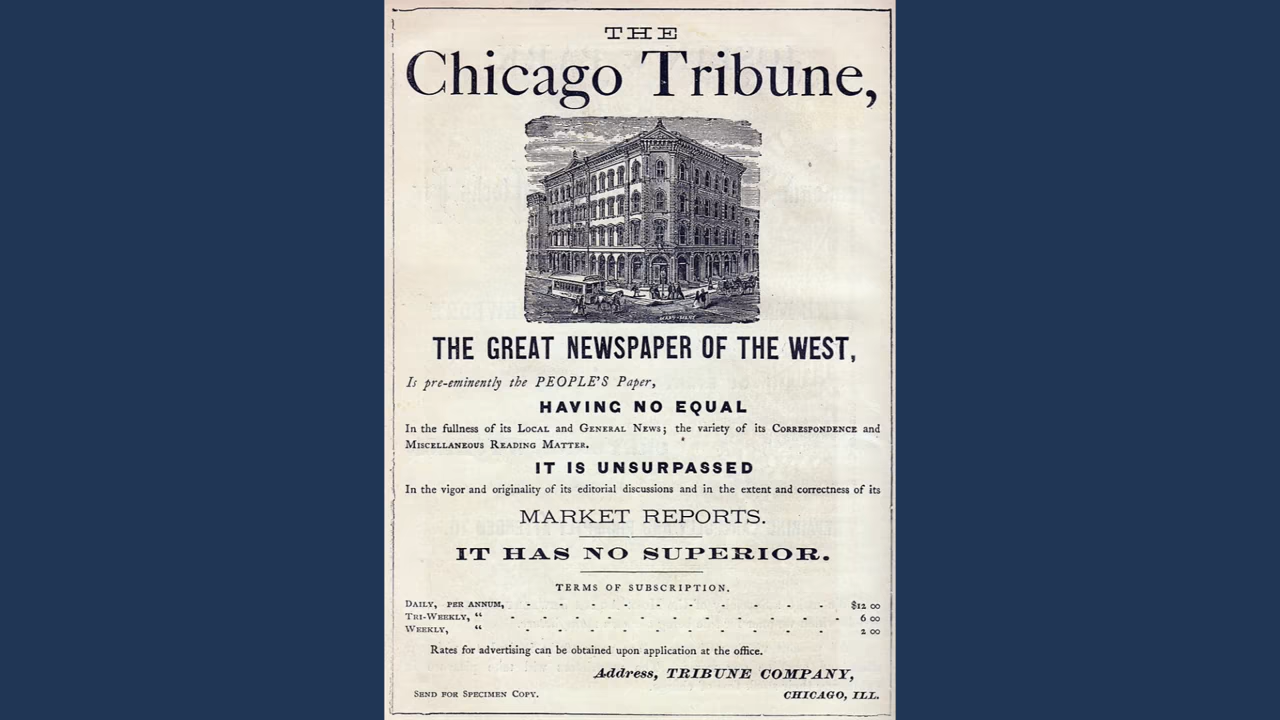 THE
Chicago Tribune,
THE GREAT NEWSPAPER OF THE WEST,
Is pre-eminently the PEOPLE'S Paper,
HAVING NO EQUAL
In the fullness of its LOCAL and GENERAL NEWS; the variety of its CORRESPONDENCE and
MISCELLANEOUS READING MATTER.
IT IS UNSURPASSED
In the vigor and originality of its editorial discussions and in the extent and correctness of its
MARKET REPORTS.
IT HAS NO SUPERIOR.
TERMS OF SUBSCRIPTION.
DAILY, PER ANNUM, - - - - - - - - - - $12 00
TRI-WEEKLY, “ - - - - - - - - - - - 6 00
WEEKLY, “ - - - - - - - - - - - 2 00
Rates for advertising can be obtained upon application at the office.
Address, TRIBUNE COMPANY,
SEND FOR SPECIMEN COPY. CHICAGO, ILL.